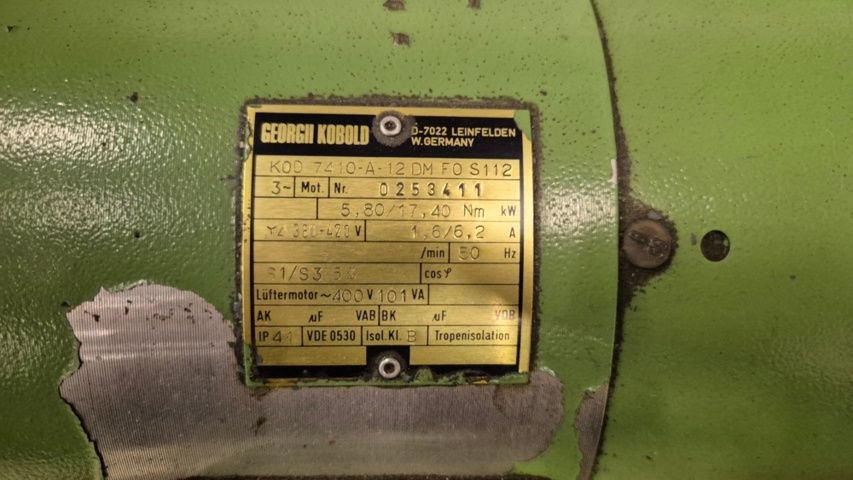 GEORGII KOBOLD D-7022 LEINFELDEN
W.GERMANY
KOD 7410-A-12 DM FO S112
3~ Mot. Nr. 0253411
5,80/17,40 Nm kW
380-420 V 1,6/6,2 A
/min 50 Hz
S1/S3 cos φ
Lüftermotor ~400 V 101 VA
AK µF VAB BK µF VOB
IP 41 VDE 0530 Isol. Kl. B Tropenisolation